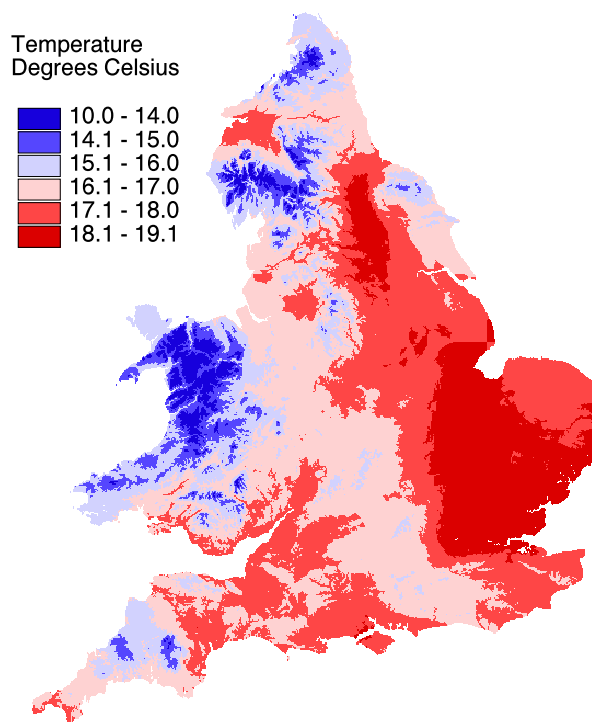 Temperature
Degrees Celsius
10.0 - 14.0
14.1 - 15.0
15.1 - 16.0
16.1 - 17.0
17.1 - 18.0
18.1 - 19.1